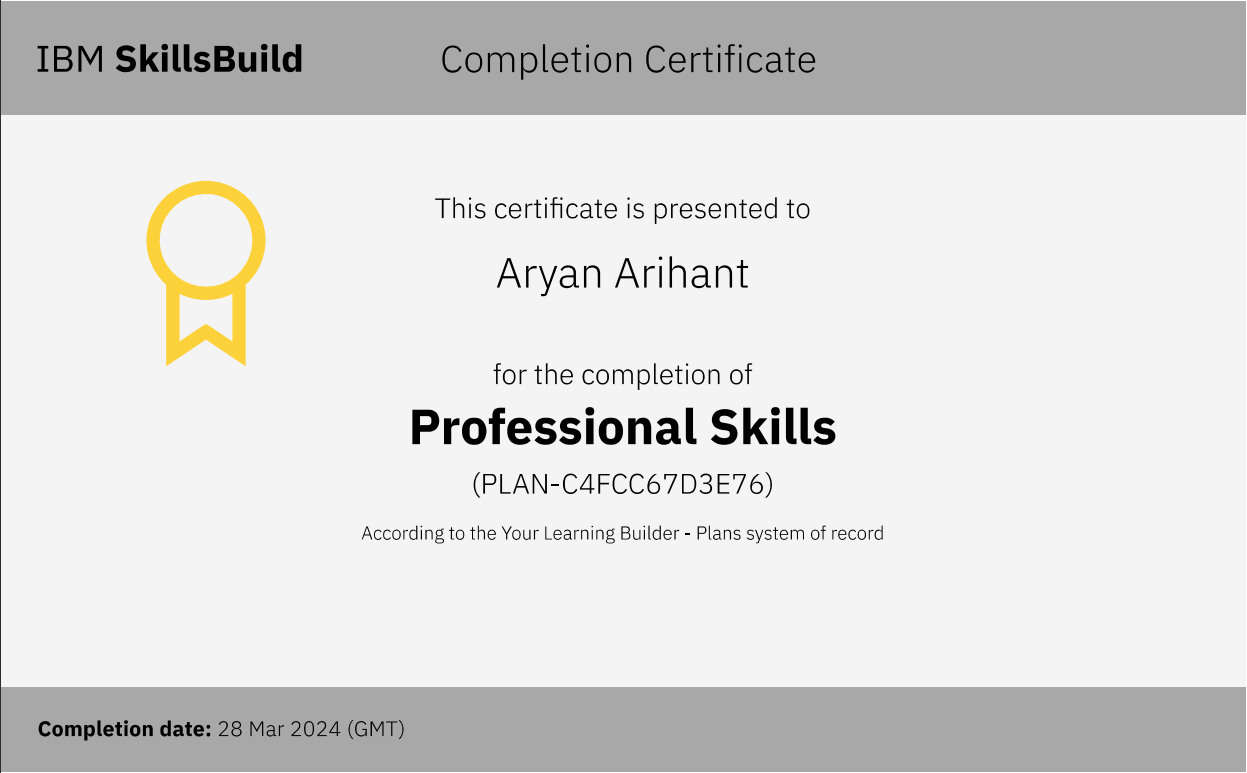 IBM SkillsBuild
Completion Certificate
This certificate is presented to
Aryan Arihant
for the completion of
Professional Skills
(PLAN-C4FCC67D3E76)
According to the Your Learning Builder - Plans system of record
Completion date: 28 Mar 2024 (GMT)